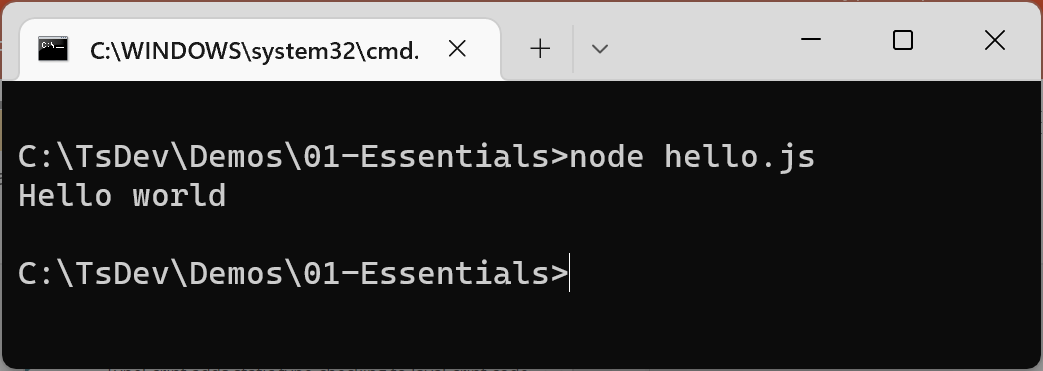 C:\WINDOWS\system32\cmd.
C:\TsDev\Demos\01-Essentials>node hello.js
Hello world
C:\TsDev\Demos\01-Essentials>